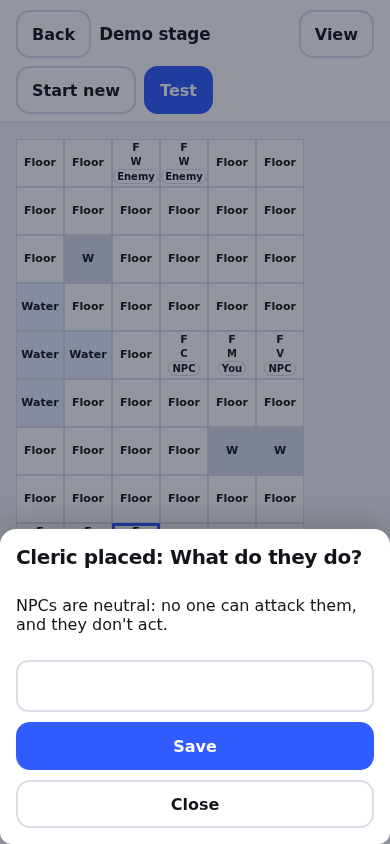 Back Demo stage View
Start new Test
Floor Floor F W Enemy F W Enemy Floor Floor
Floor Floor Floor Floor Floor Floor
Floor W Floor Floor Floor Floor
Water Floor Floor Floor Floor Floor
Water Water Floor F C NPC F M You F V NPC
Water Floor Floor Floor Floor Floor
Floor Floor Floor Floor W W
Floor Floor Floor Floor Floor Floor
Cleric placed: What do they do?
NPCs are neutral: no one can attack them,
and they don't act.
Save
Close